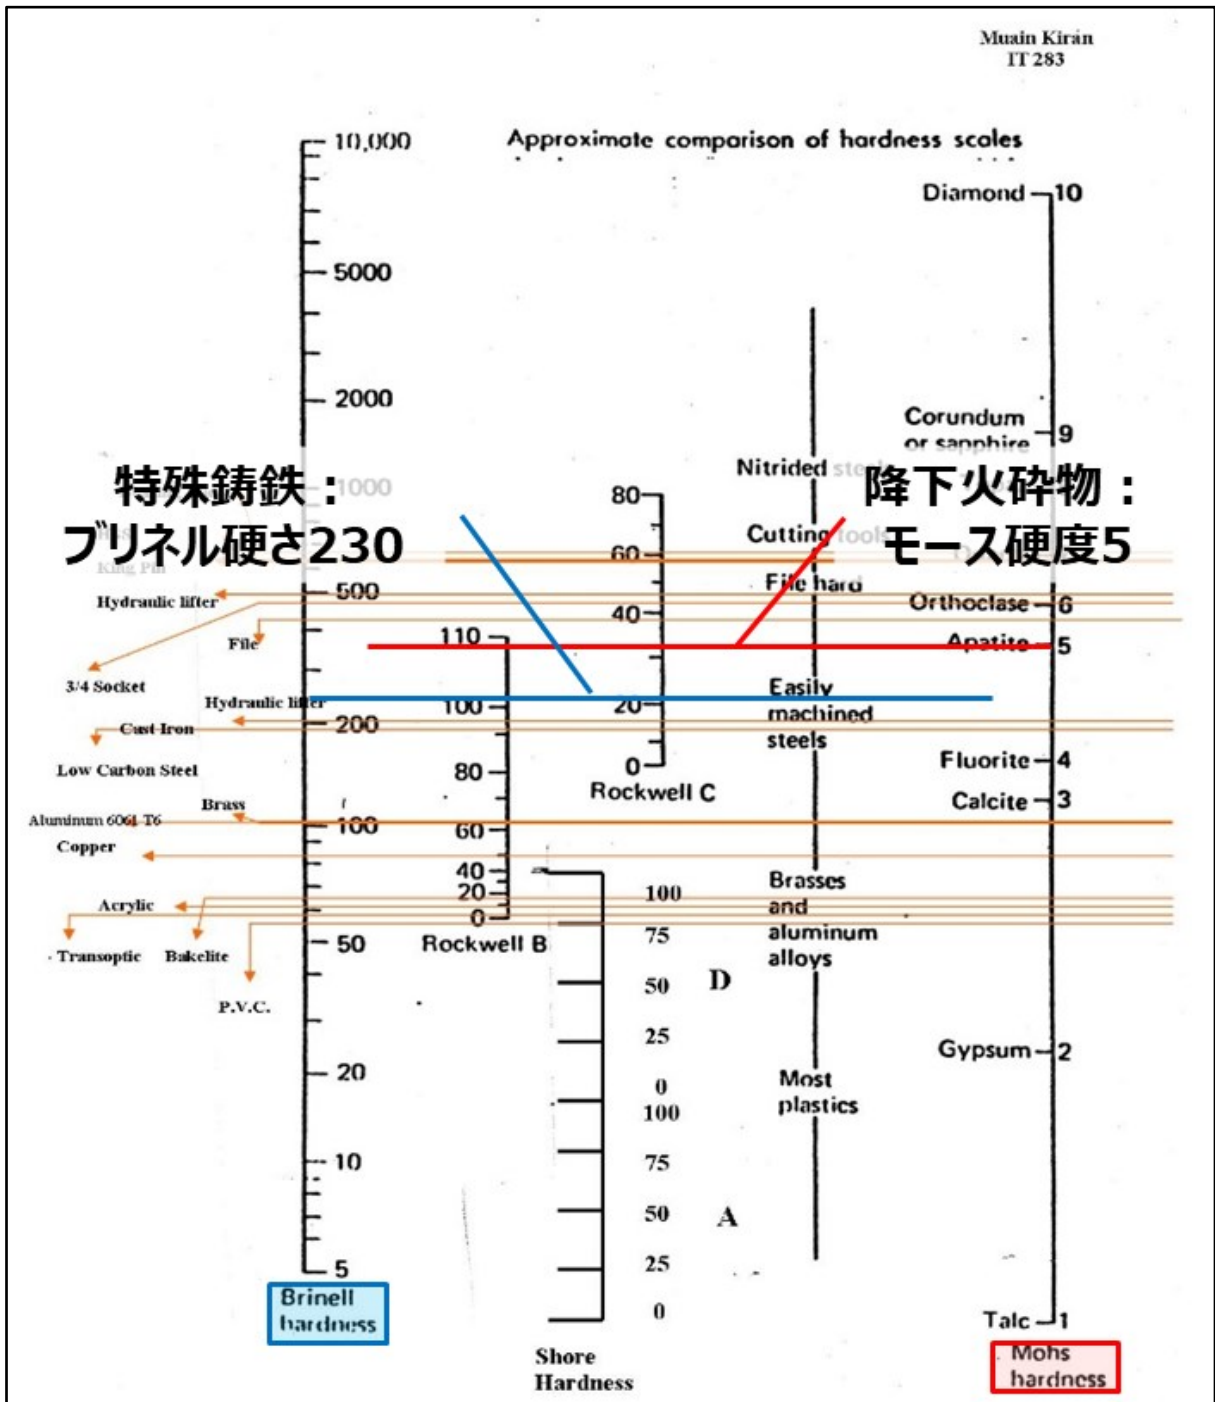 Muain Kirán
IT 283
Approximate comparison of hardness scales
10,000
5000
2000
1000
500
200
100
50
20
10
5
Brinell
hardness
特殊鋳鉄：
ブリネル硬さ230
降下火砕物：
モース硬度5
King Pin
Hydraulic lifter
File
3/4 Socket
Hydraulic lifter
Cast Iron
Low Carbon Steel
Brass
Aluminum 6061 T6
Copper
Acrylic
Transoptic
Bakelite
P.V.C.
110
100
80
60
40
20
0
Rockwell B
80
60
40
20
0
Rockwell C
100
75
50
25
0
D
100
75
50
25
0
A
Shore
Hardness
Nitrided steels
Cutting tools
File hard
Easily
machined
steels
Brasses
and
aluminum
alloys
Most
plastics
Diamond 10
Corundum
or sapphire 9
Orthoclase 6
Apatite 5
Fluorite 4
Calcite 3
Gypsum 2
Talc 1
Mohs
hardness